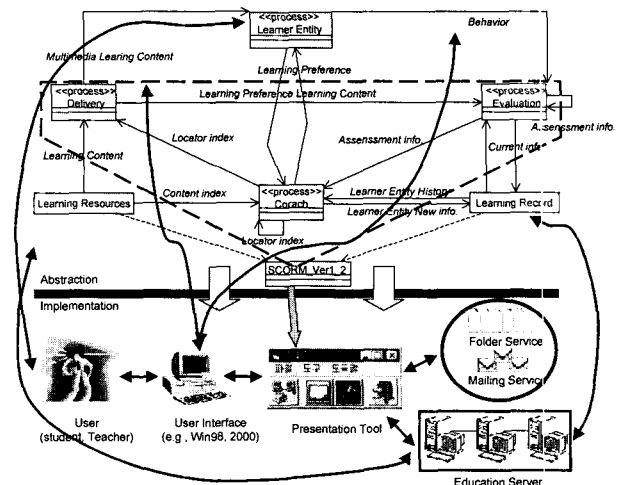 <<process>>
Learner Entity
Behavior
Multimedia Learing Content
Learning Preference
<<process>>
Delivery
Learning Preference Learning Content
<<process>>
Evaluation
Assessment info.
Locator index
Assessment info.
Current info
Learning Content
<<process>>
Corach
Content index
Learner Entity History
Learner Entity New info.
Learning Resources
Learning Record
Locator index
SCORM_Ver1_2
Abstraction
Implementation
Folder Service
Mailing Service
User
(student, Teacher)
User Interface
(e.g , Win98, 2000)
Presentation Tool
Education Server